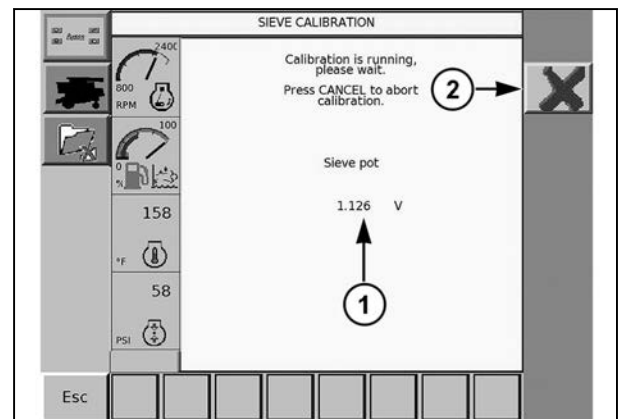 SIEVE CALIBRATION
2400
800
RPM
Calibration is running,
please wait.
Press CANCEL to abort
calibration.
2
100
0
%
Sieve pot
158
°F
1.126 V
58
PSI
1
Esc